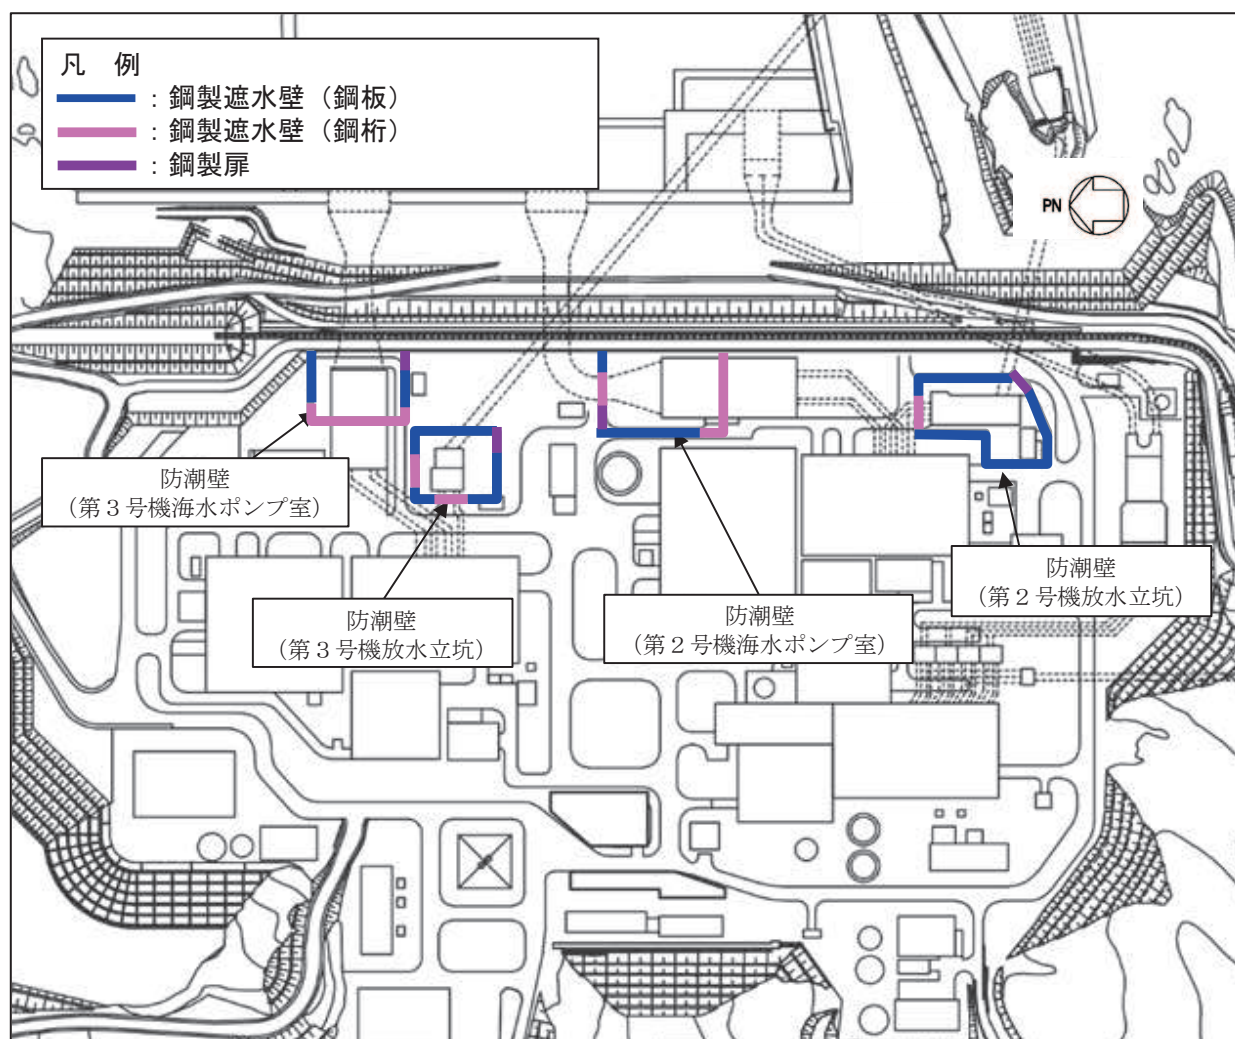 凡　例
：鋼製遮水壁（鋼板）
：鋼製遮水壁（鋼桁）
：鋼製扉
PN
防潮壁
（第３号機海水ポンプ室）
防潮壁
（第３号機放水立坑）
防潮壁
（第２号機海水ポンプ室）
防潮壁
（第２号機放水立坑）